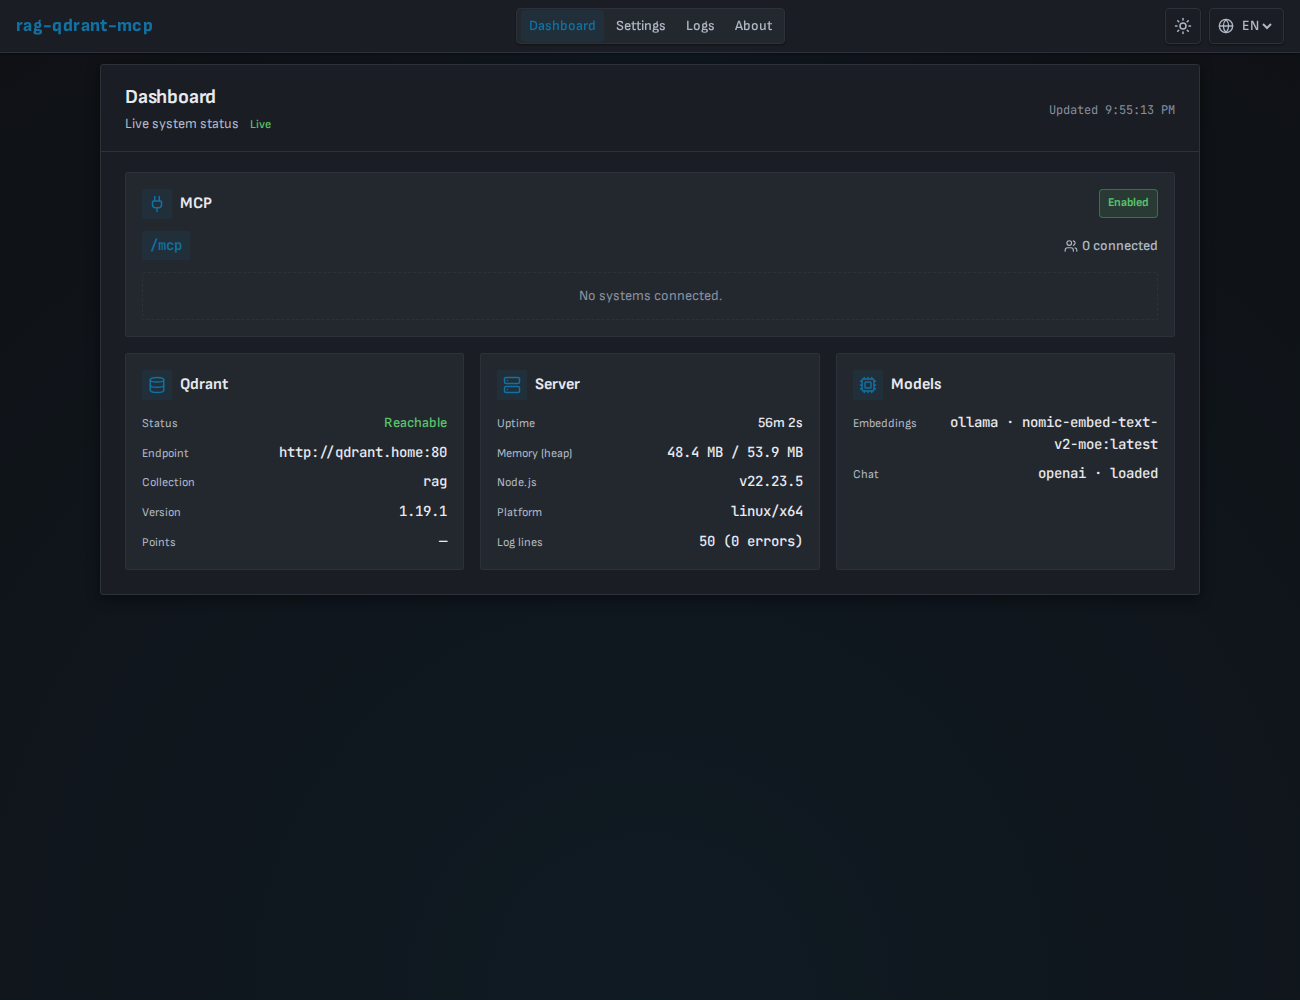 rag-qdrant-mcp
Dashboard Settings Logs About
EN
Dashboard
Live system status Live
Updated 9:55:13 PM
MCP
Enabled
/mcp
0 connected
No systems connected.
Qdrant
Status Reachable
Endpoint http://qdrant.home:80
Collection rag
Version 1.19.1
Points —
Server
Uptime 56m 2s
Memory (heap) 48.4 MB / 53.9 MB
Node.js v22.23.5
Platform linux/x64
Log lines 50 (0 errors)
Models
Embeddings ollama · nomic-embed-text-
v2-moe:latest
Chat openai · loaded